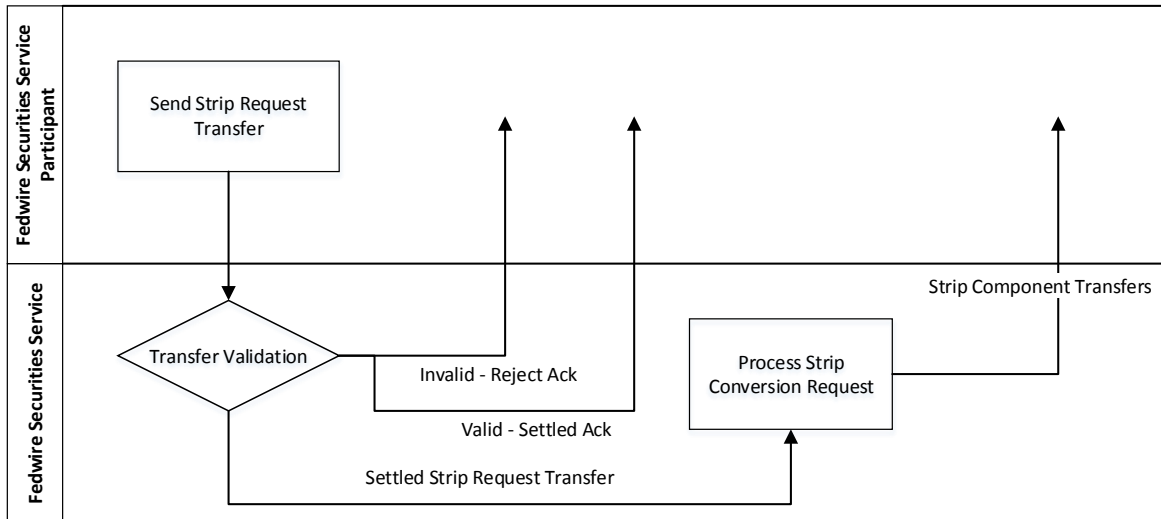 Fedwire Securities Service
Participant
Send Strip Request
Transfer
Fedwire Securities Service
Transfer Validation
Invalid - Reject Ack
Valid - Settled Ack
Settled Strip Request Transfer
Process Strip
Conversion Request
Strip Component Transfers